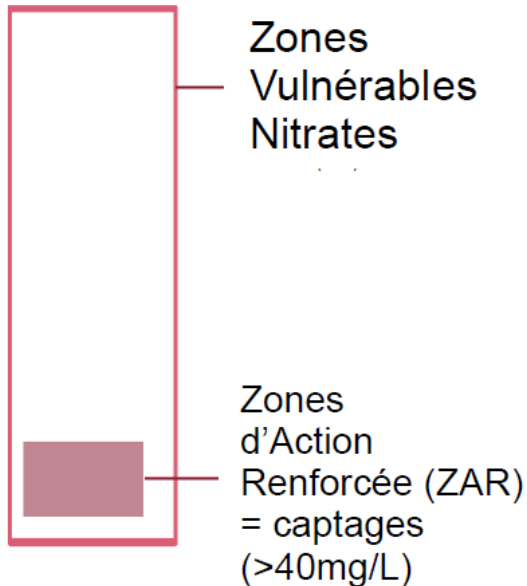 Zones
Vulnérables
Nitrates
Zones
d'Action
Renforcée (ZAR)
= captages
(>40mg/L)